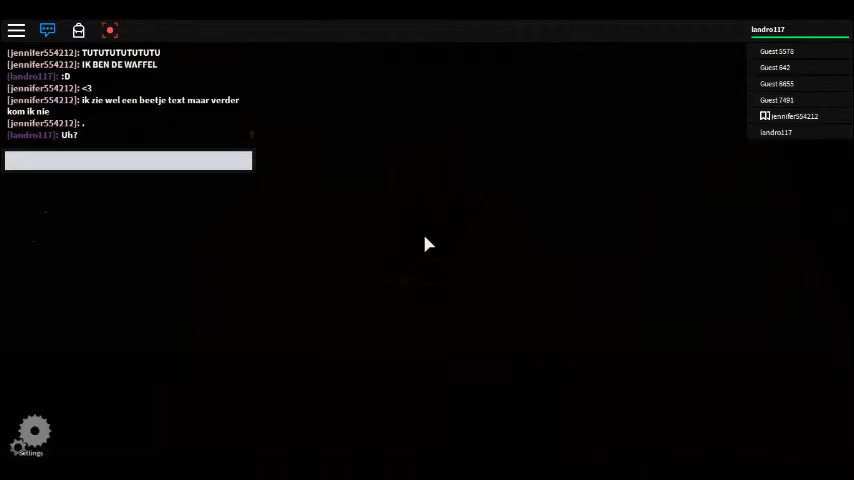 landro117
[jennifer554212]: TUTUTUTUTUTUTU
[jennifer554212]: IK BEN DE WAFFEL
[landro117]: :D
[jennifer554212]: <3
[jennifer554212]: ik zie wel een beetje text maar verder
kom ik nie
[jennifer554212]: .
[landro117]: Uh?
Guest 5578
Guest 642
Guest 6655
Guest 7491
jennifer554212
landro117
Settings